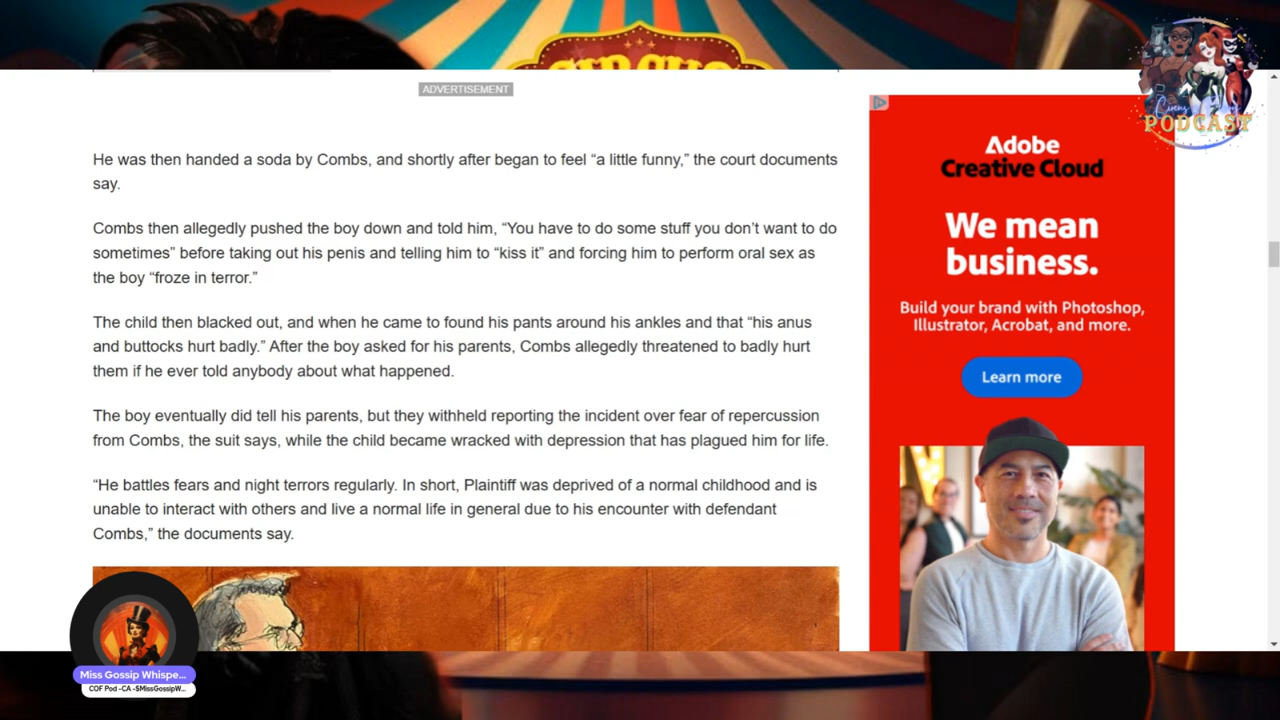 CIRCUS
ADVERTISEMENT
He was then handed a soda by Combs, and shortly after began to feel “a little funny,” the court documents
say.
Combs then allegedly pushed the boy down and told him, “You have to do some stuff you don’t want to do
sometimes” before taking out his penis and telling him to “kiss it” and forcing him to perform oral sex as
the boy “froze in terror.”
The child then blacked out, and when he came to found his pants around his ankles and that “his anus
and buttocks hurt badly.” After the boy asked for his parents, Combs allegedly threatened to badly hurt
them if he ever told anybody about what happened.
The boy eventually did tell his parents, but they withheld reporting the incident over fear of repercussion
from Combs, the suit says, while the child became wracked with depression that has plagued him for life.
“He battles fears and night terrors regularly. In short, Plaintiff was deprived of a normal childhood and is
unable to interact with others and live a normal life in general due to his encounter with defendant
Combs,” the documents say.
Adobe
Creative Cloud
We mean
business.
Build your brand with Photoshop,
Illustrator, Acrobat, and more.
Learn more
PODCAST
Miss Gossip Whispe...
COF Pod -CA -$MissGossipW...